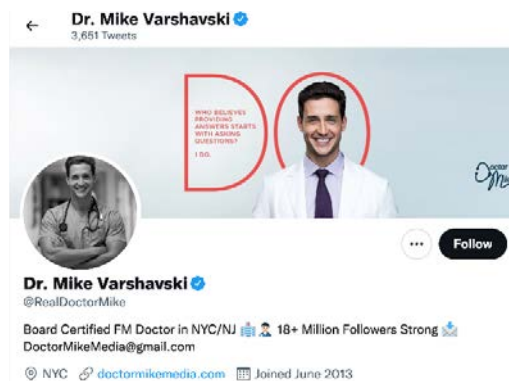 Dr. Mike Varshavski
3,651 Tweets
DO
WHO BELIEVES
PROVIDING
ANSWERS STARTS
WITH ASKING
QUESTIONS?
I DO.
Doctor
Mike
Follow
Dr. Mike Varshavski
@RealDoctorMike
Board Certified FM Doctor in NYC/NJ 🏥 👨‍⚕️ 18+ Million Followers Strong 📩
DoctorMikeMedia@gmail.com
NYC doctormikemedia.com Joined June 2013